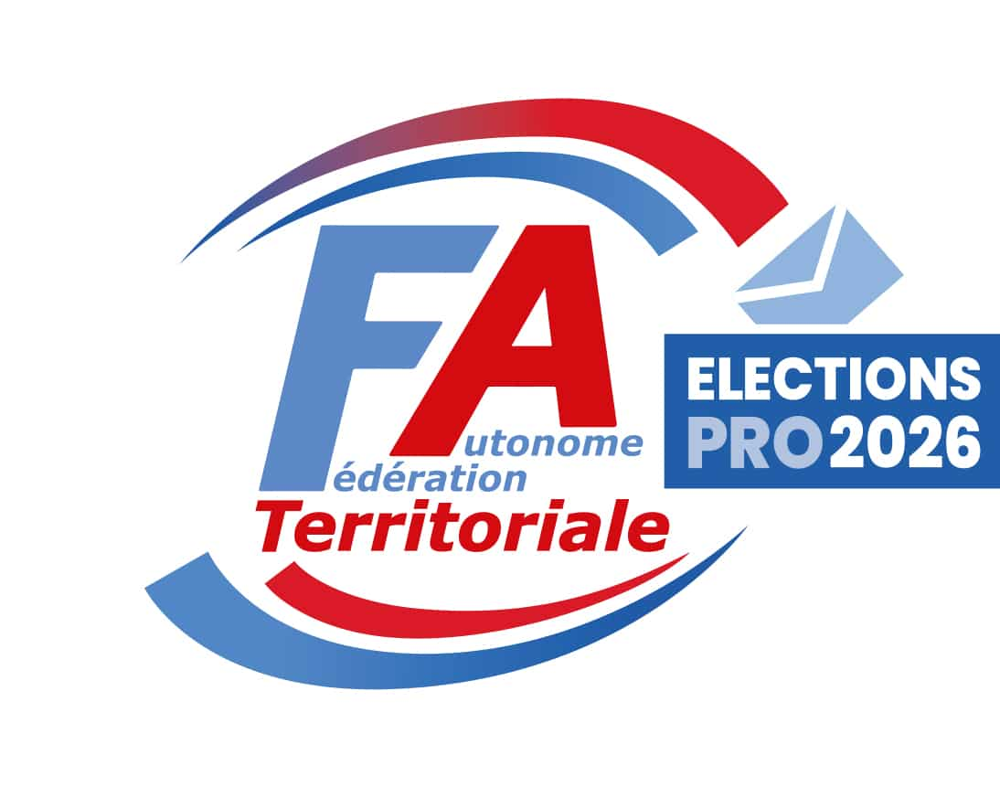 FA
utonome
édération
Territoriale
ELECTIONS
PRO 2026